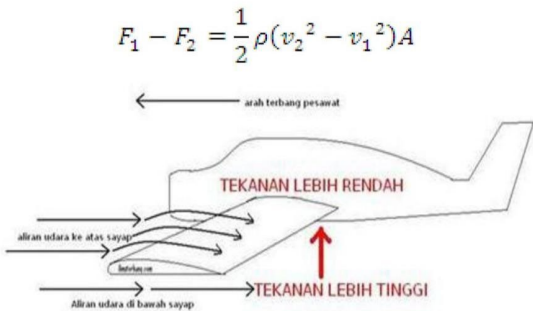 F₁ − F₂ = 1/2 ρ(v₂² − v₁²)A
arah terbang pesawat
TEKANAN LEBIH RENDAH
aliran udara ke atas sayap
TEKANAN LEBIH TINGGI
Aliran udara di bawah sayap